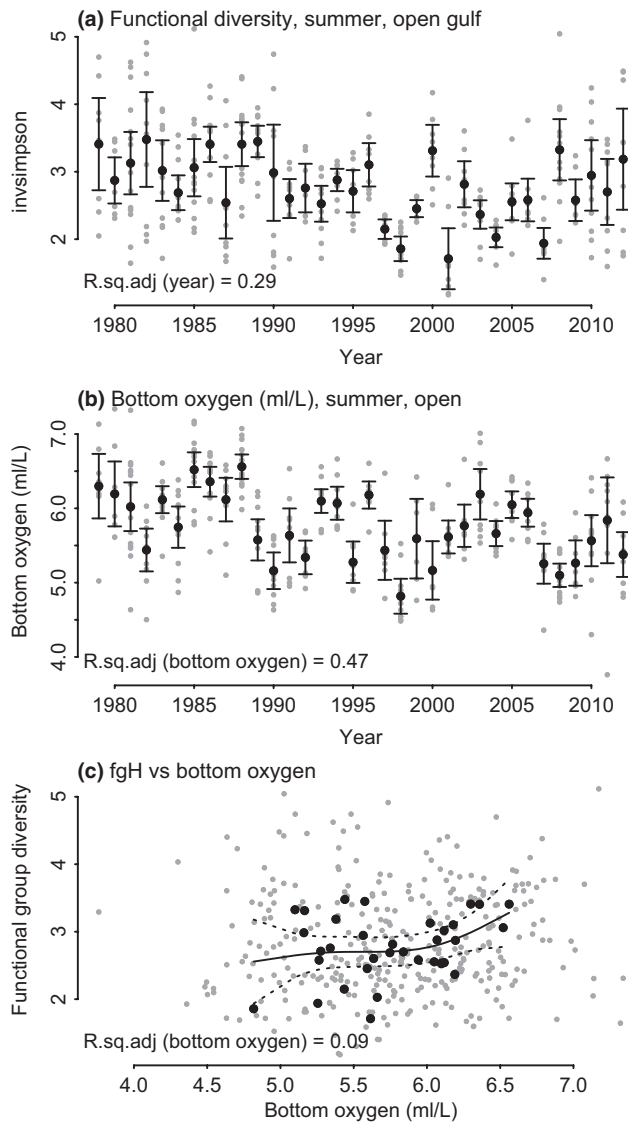 (a) Functional diversity, summer, open gulf
invsimpson
5
4
3
2
R.sq.adj (year) = 0.29
1980 1985 1990 1995 2000 2005 2010
Year
(b) Bottom oxygen (ml/L), summer, open
Bottom oxygen (ml/L)
7.0
6.0
5.0
4.0
R.sq.adj (bottom oxygen) = 0.47
1980 1985 1990 1995 2000 2005 2010
Year
(c) fgH vs bottom oxygen
Functional group diversity
5
4
3
2
R.sq.adj (bottom oxygen) = 0.09
4.0 4.5 5.0 5.5 6.0 6.5 7.0
Bottom oxygen (ml/L)